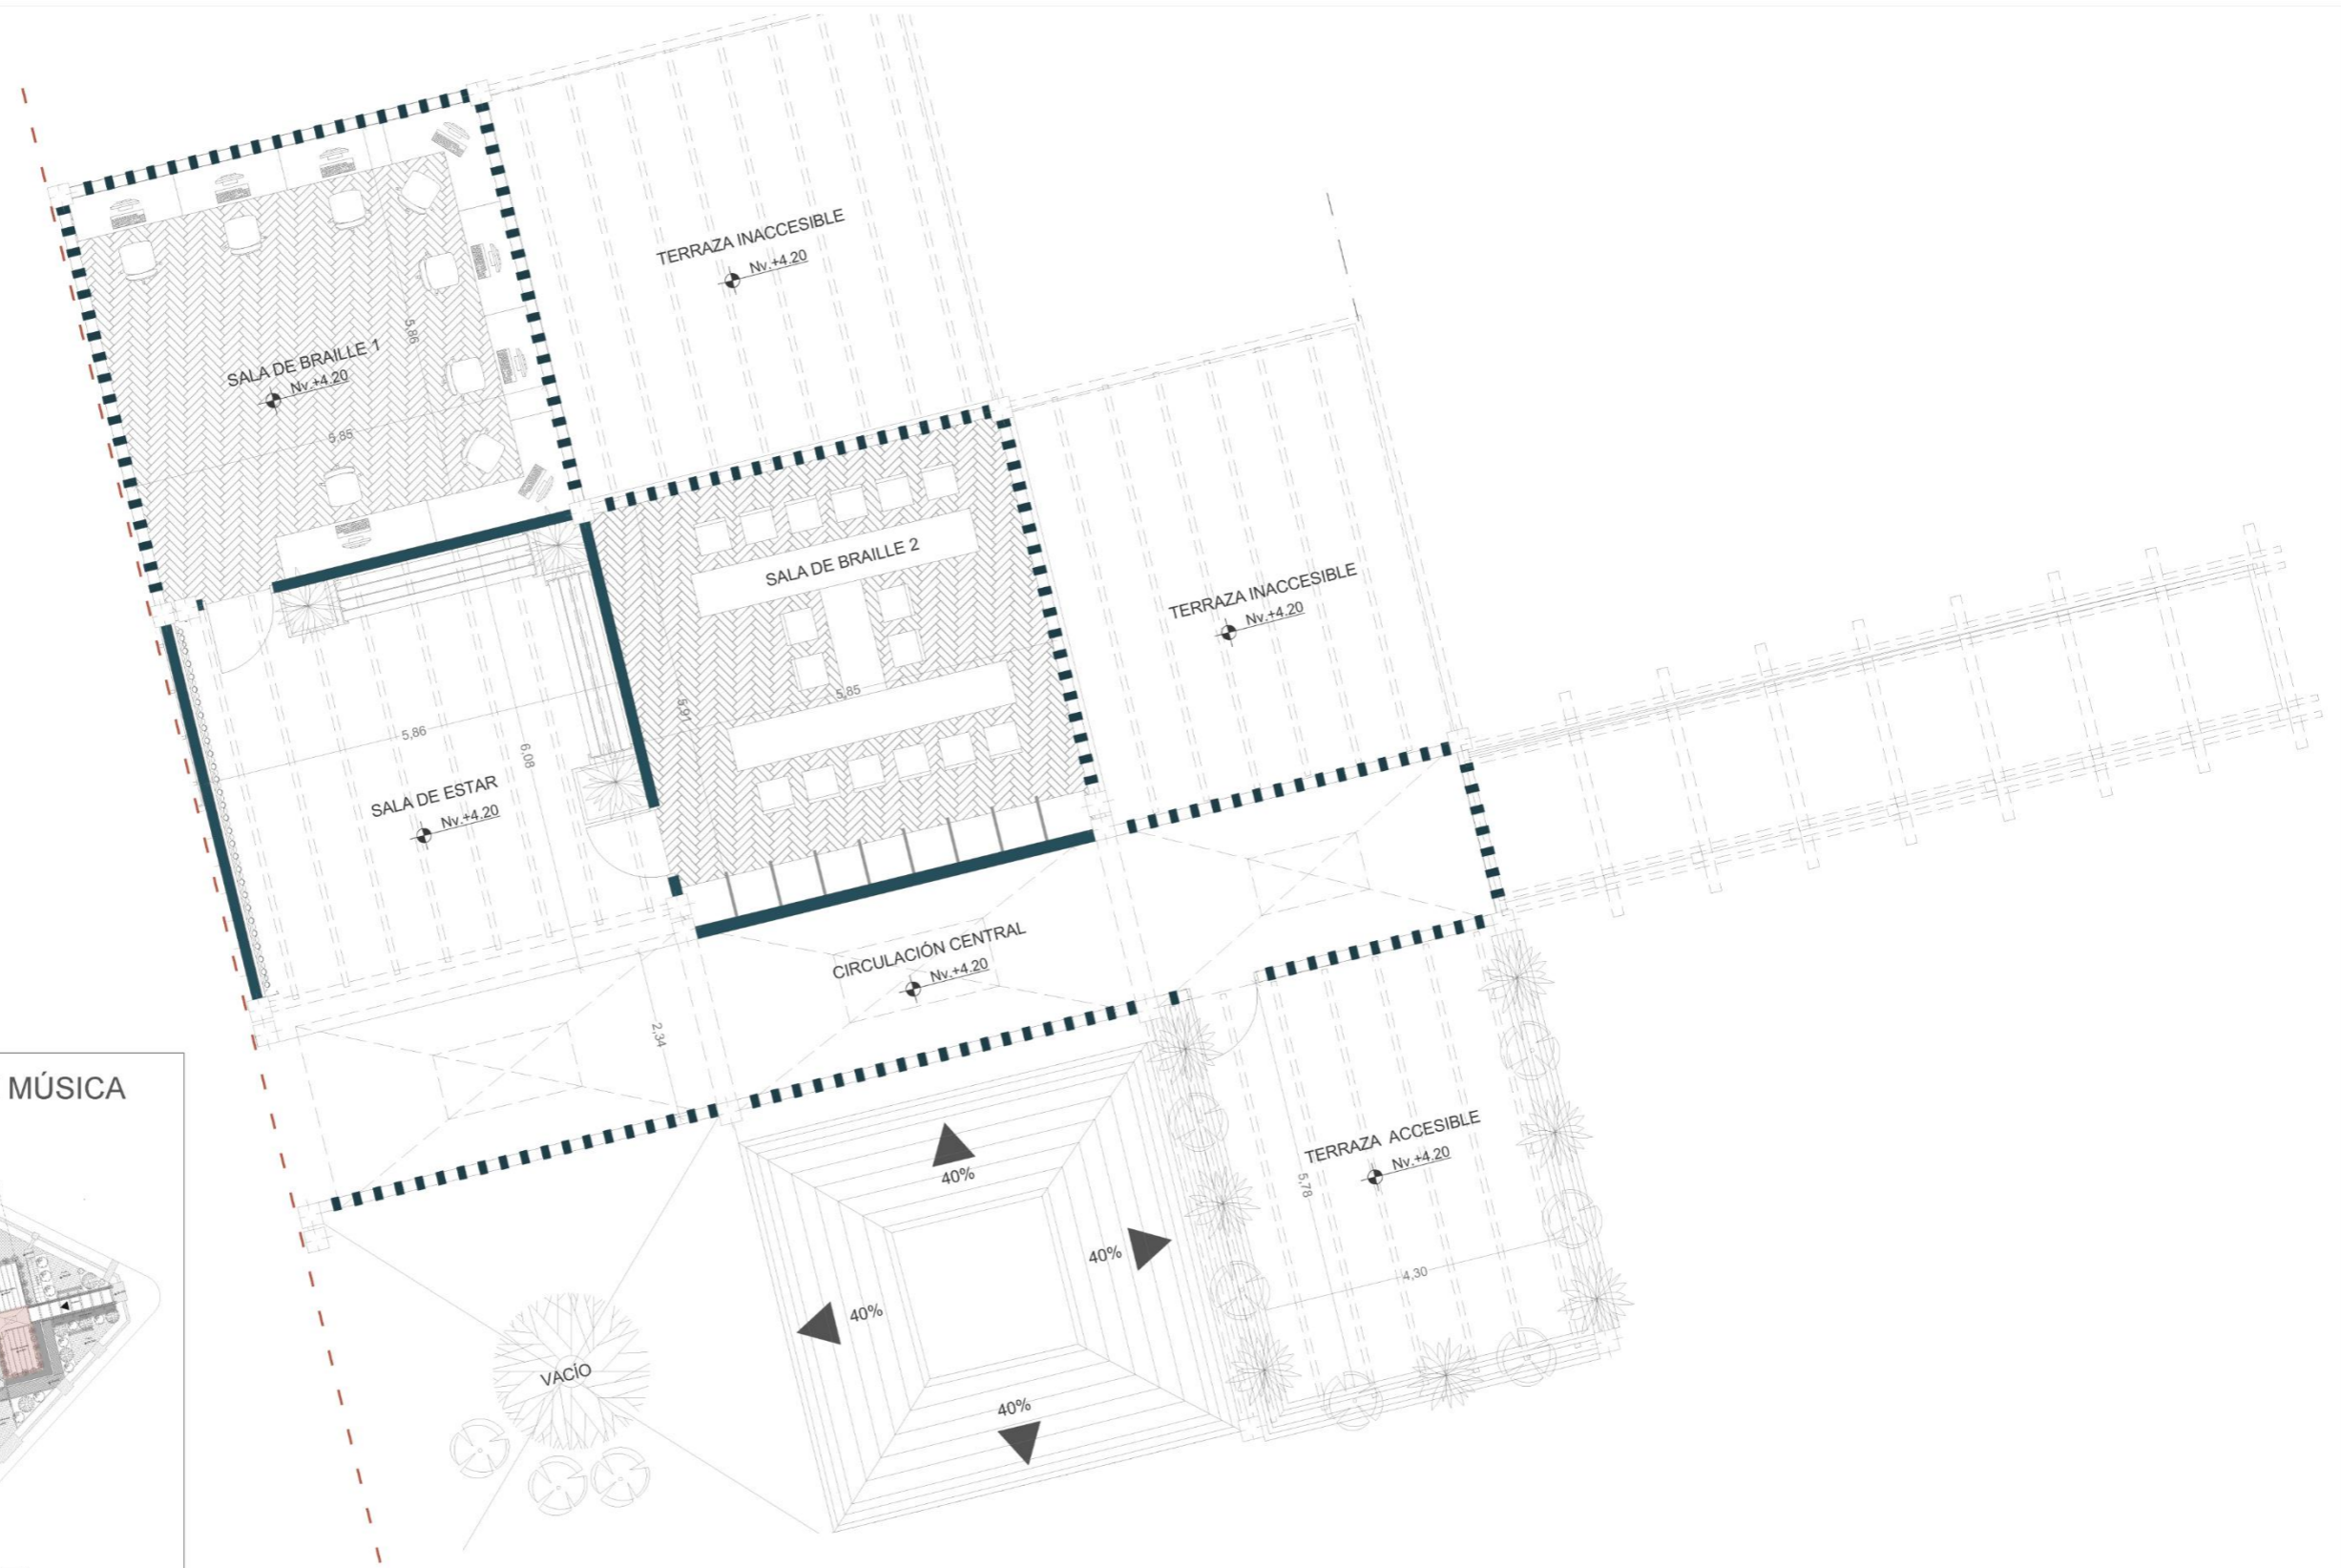 TERRAZA INACCESIBLE
Nv.+4.20
SALA DE BRAILLE 1
Nv.+4.20
5,86
5,85
SALA DE BRAILLE 2
5,85
5,91
TERRAZA INACCESIBLE
Nv.+4.20
5,86
6,08
SALA DE ESTAR
Nv.+4.20
CIRCULACIÓN CENTRAL
Nv.+4.20
2,34
MÚSICA
40%
40%
40%
40%
TERRAZA ACCESIBLE
Nv.+4.20
5,78
4,30
VACÍO